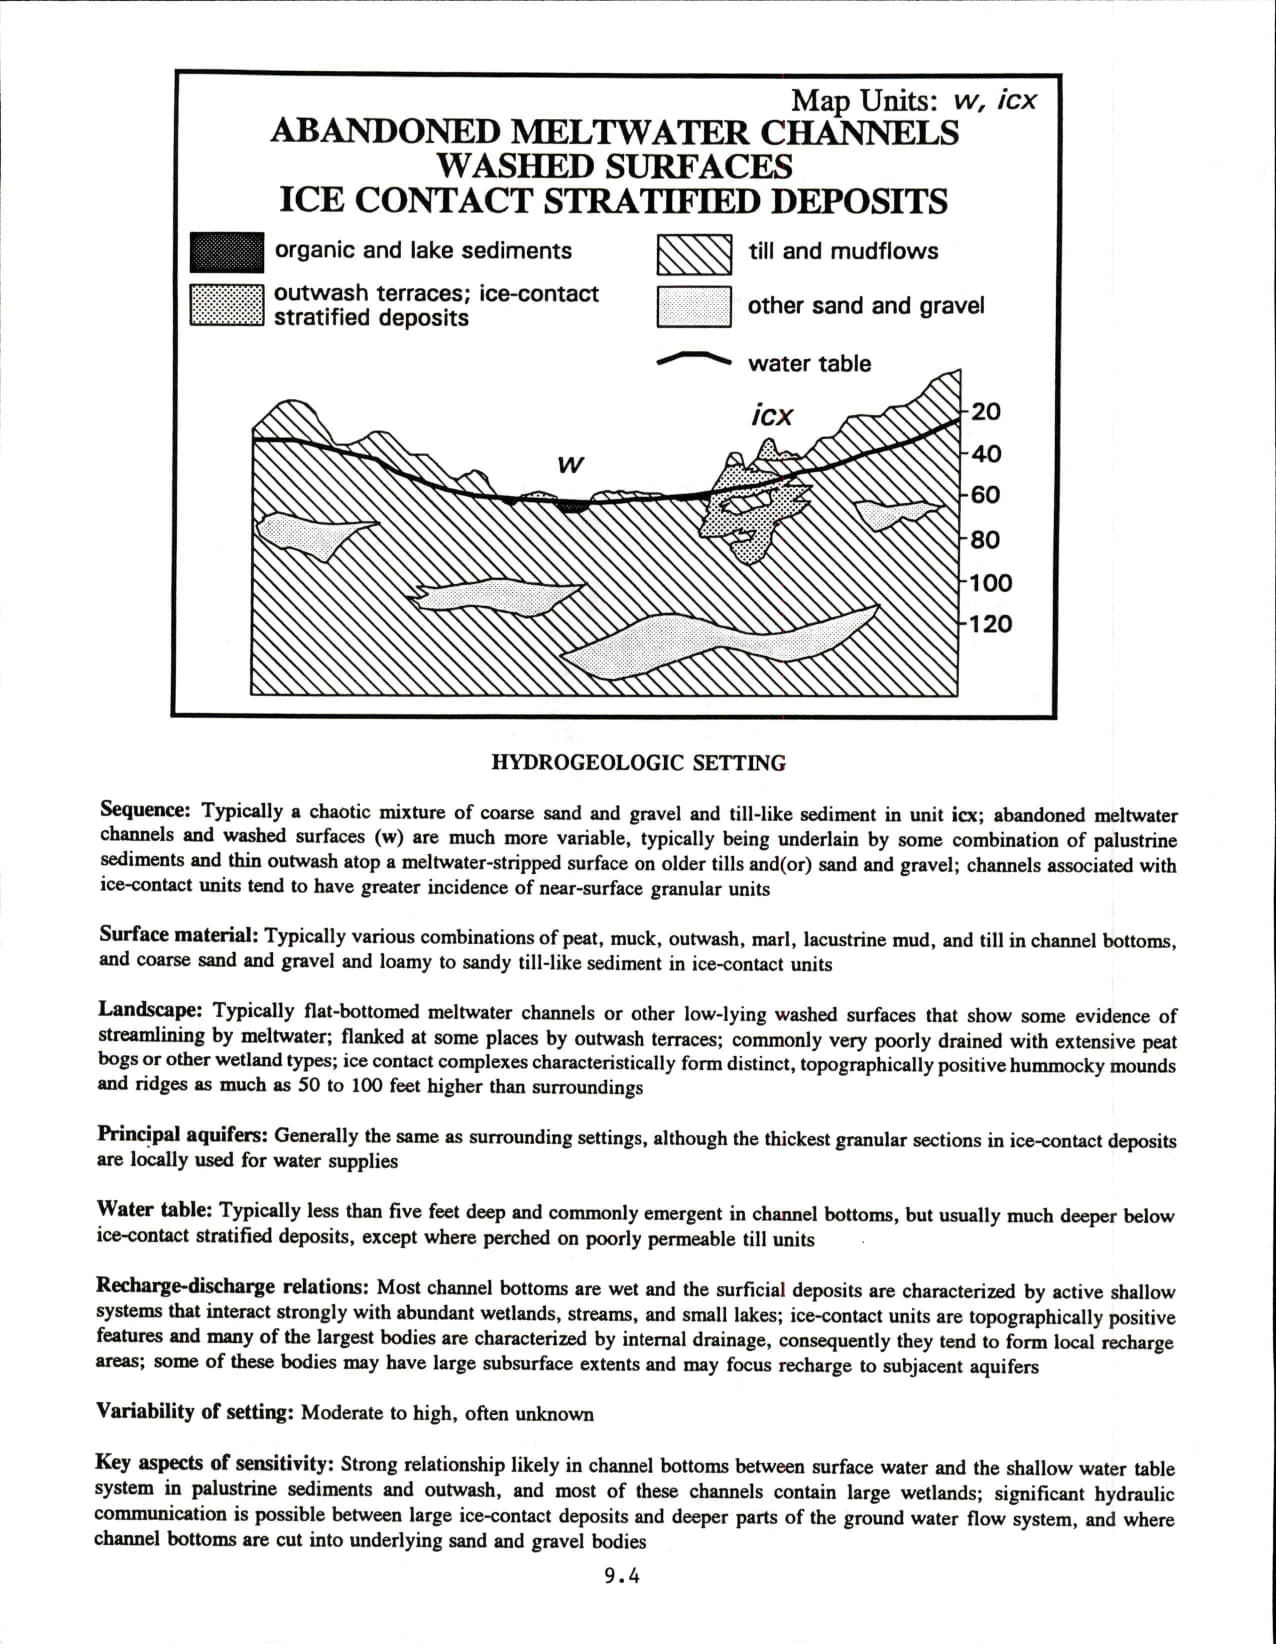 Map Units: w, icx
ABANDONED MELTWATER CHANNELS
WASHED SURFACES
ICE CONTACT STRATIFIED DEPOSITS
organic and lake sediments
till and mudflows
outwash terraces; ice-contact
stratified deposits
other sand and gravel
water table
icx
w
20
40
60
80
100
120
HYDROGEOLOGIC SETTING
Sequence: Typically a chaotic mixture of coarse sand and gravel and till-like sediment in unit icx; abandoned meltwater
channels and washed surfaces (w) are much more variable, typically being underlain by some combination of palustrine
sediments and thin outwash atop a meltwater-stripped surface on older tills and(or) sand and gravel; channels associated with
ice-contact units tend to have greater incidence of near-surface granular units
Surface material: Typically various combinations of peat, muck, outwash, marl, lacustrine mud, and till in channel bottoms,
and coarse sand and gravel and loamy to sandy till-like sediment in ice-contact units
Landscape: Typically flat-bottomed meltwater channels or other low-lying washed surfaces that show some evidence of
streamlining by meltwater; flanked at some places by outwash terraces; commonly very poorly drained with extensive peat
bogs or other wetland types; ice contact complexes characteristically form distinct, topographically positive hummocky mounds
and ridges as much as 50 to 100 feet higher than surroundings
Principal aquifers: Generally the same as surrounding settings, although the thickest granular sections in ice-contact deposits
are locally used for water supplies
Water table: Typically less than five feet deep and commonly emergent in channel bottoms, but usually much deeper below
ice-contact stratified deposits, except where perched on poorly permeable till units
Recharge-discharge relations: Most channel bottoms are wet and the surficial deposits are characterized by active shallow
systems that interact strongly with abundant wetlands, streams, and small lakes; ice-contact units are topographically positive
features and many of the largest bodies are characterized by internal drainage, consequently they tend to form local recharge
areas; some of these bodies may have large subsurface extents and may focus recharge to subjacent aquifers
Variability of setting: Moderate to high, often unknown
Key aspects of sensitivity: Strong relationship likely in channel bottoms between surface water and the shallow water table
system in palustrine sediments and outwash, and most of these channels contain large wetlands; significant hydraulic
communication is possible between large ice-contact deposits and deeper parts of the ground water flow system, and where
channel bottoms are cut into underlying sand and gravel bodies
9.4